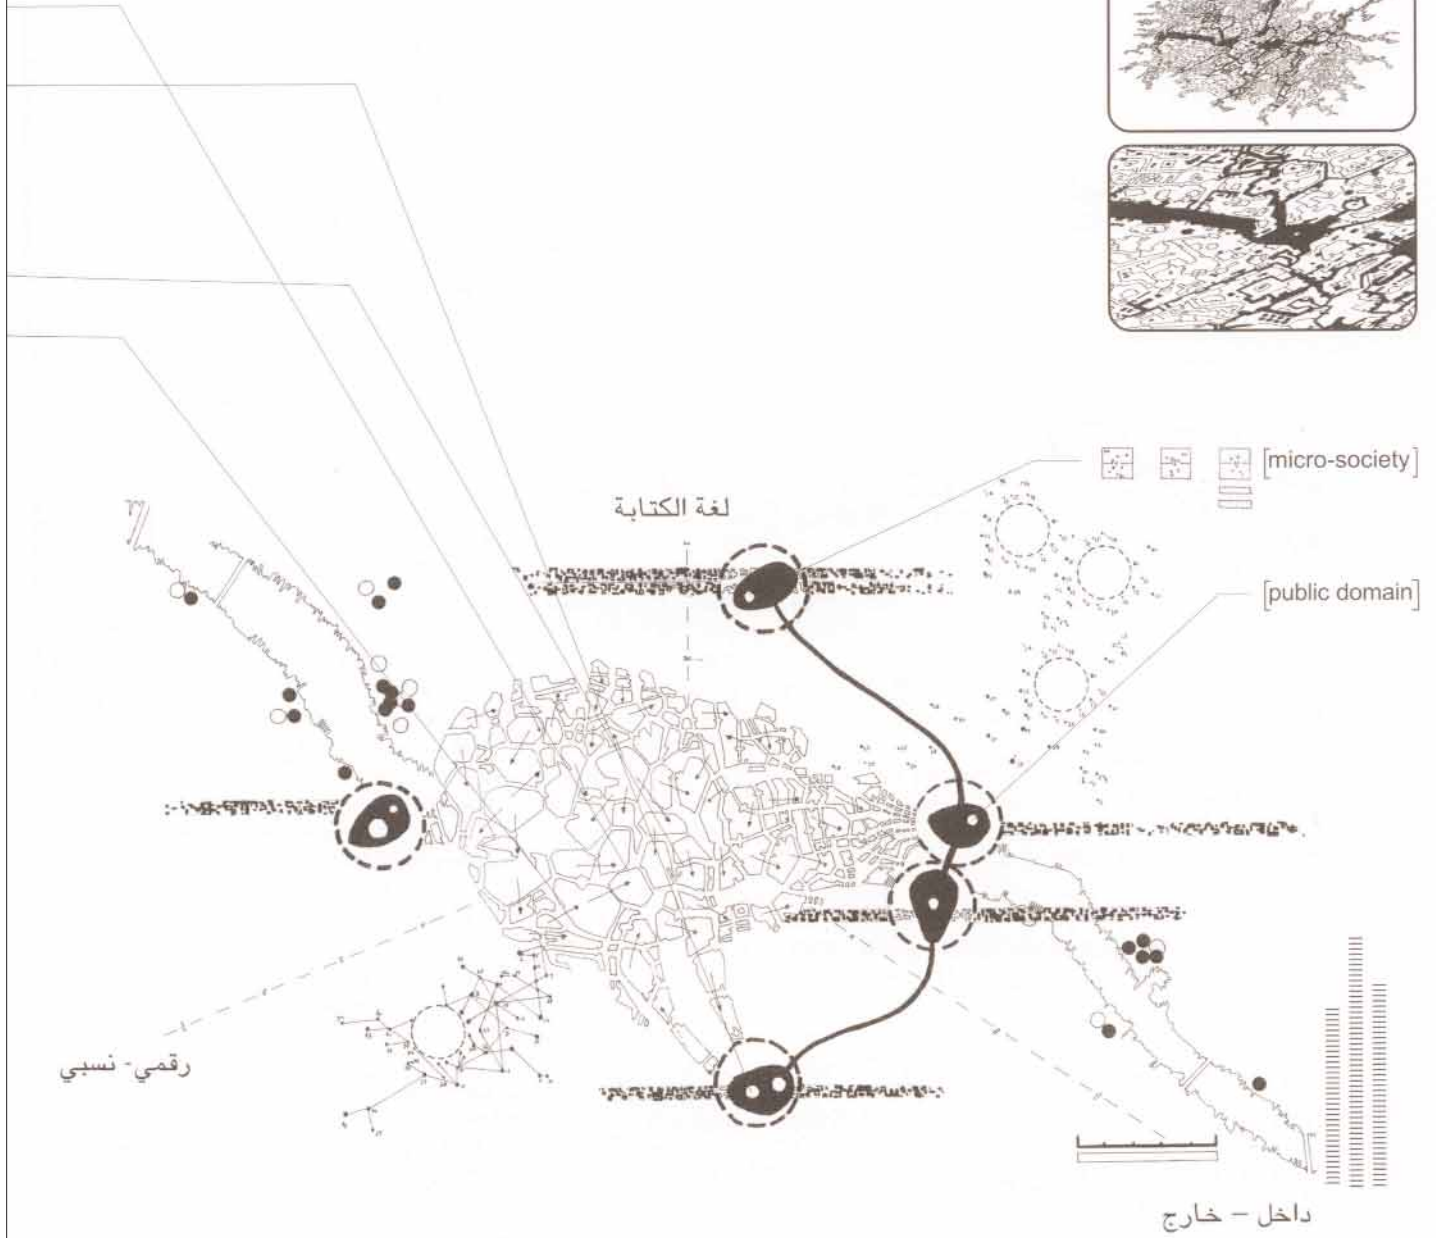 [micro-society]
لغة الكتابة
[public domain]
رقمي- نسبي
داخل – خارج